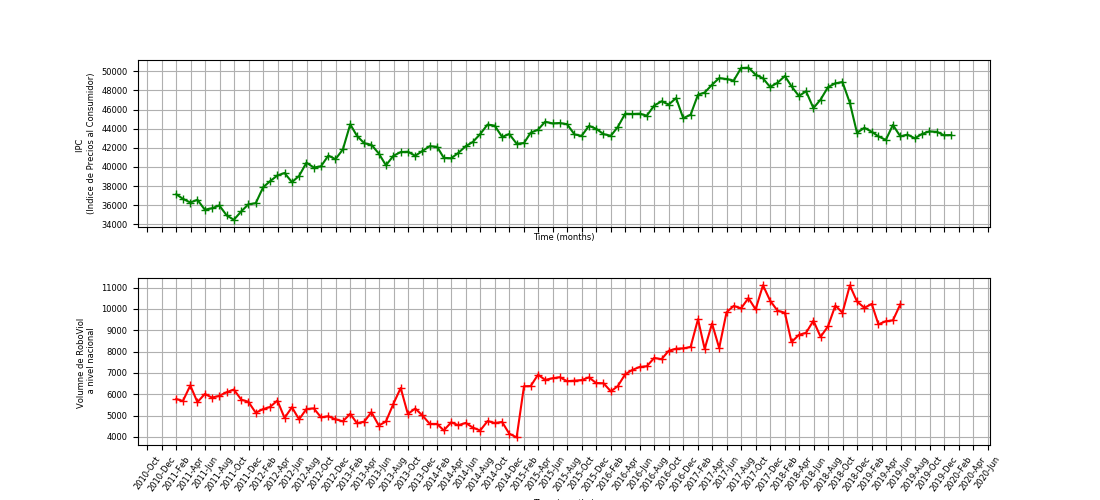 IPC
(Indice de Precios al Consumidor)
50000
48000
46000
44000
42000
40000
38000
36000
34000
Time (months)
Volumne de RoboViol
a nivel nacional
11000
10000
9000
8000
7000
6000
5000
4000
2010-Oct
2010-Dec
2011-Feb
2011-Apr
2011-Jun
2011-Aug
2011-Oct
2011-Dec
2012-Feb
2012-Apr
2012-Jun
2012-Aug
2012-Oct
2012-Dec
2013-Feb
2013-Apr
2013-Jun
2013-Aug
2013-Oct
2013-Dec
2014-Feb
2014-Apr
2014-Jun
2014-Aug
2014-Oct
2014-Dec
2015-Feb
2015-Apr
2015-Jun
2015-Aug
2015-Oct
2015-Dec
2016-Feb
2016-Apr
2016-Jun
2016-Aug
2016-Oct
2016-Dec
2017-Feb
2017-Apr
2017-Jun
2017-Aug
2017-Oct
2017-Dec
2018-Feb
2018-Apr
2018-Jun
2018-Aug
2018-Oct
2018-Dec
2019-Feb
2019-Apr
2019-Jun
2019-Aug
2019-Oct
2019-Dec
2020-Feb
2020-Apr
2020-Jun